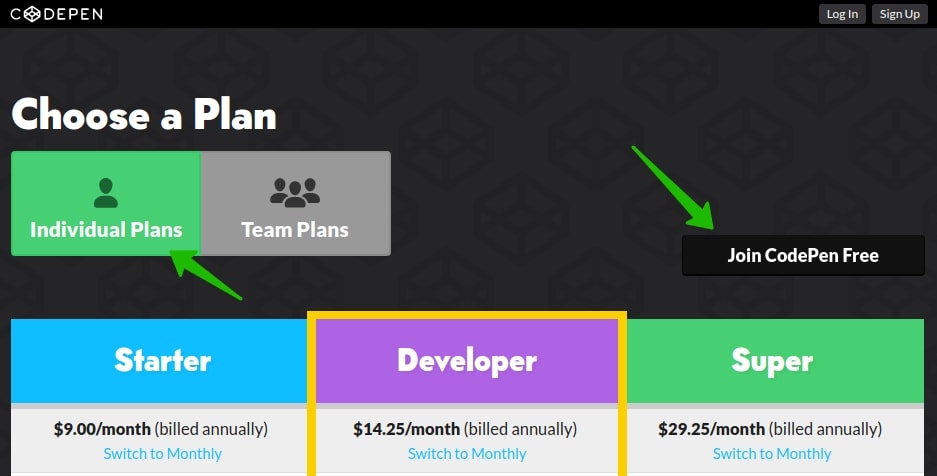 CODEPEN
Log In
Sign Up
Choose a Plan
Individual Plans
Team Plans
Join CodePen Free
Starter
Developer
Super
$9.00/month (billed annually)
$14.25/month (billed annually)
$29.25/month (billed annually)
Switch to Monthly
Switch to Monthly
Switch to Monthly